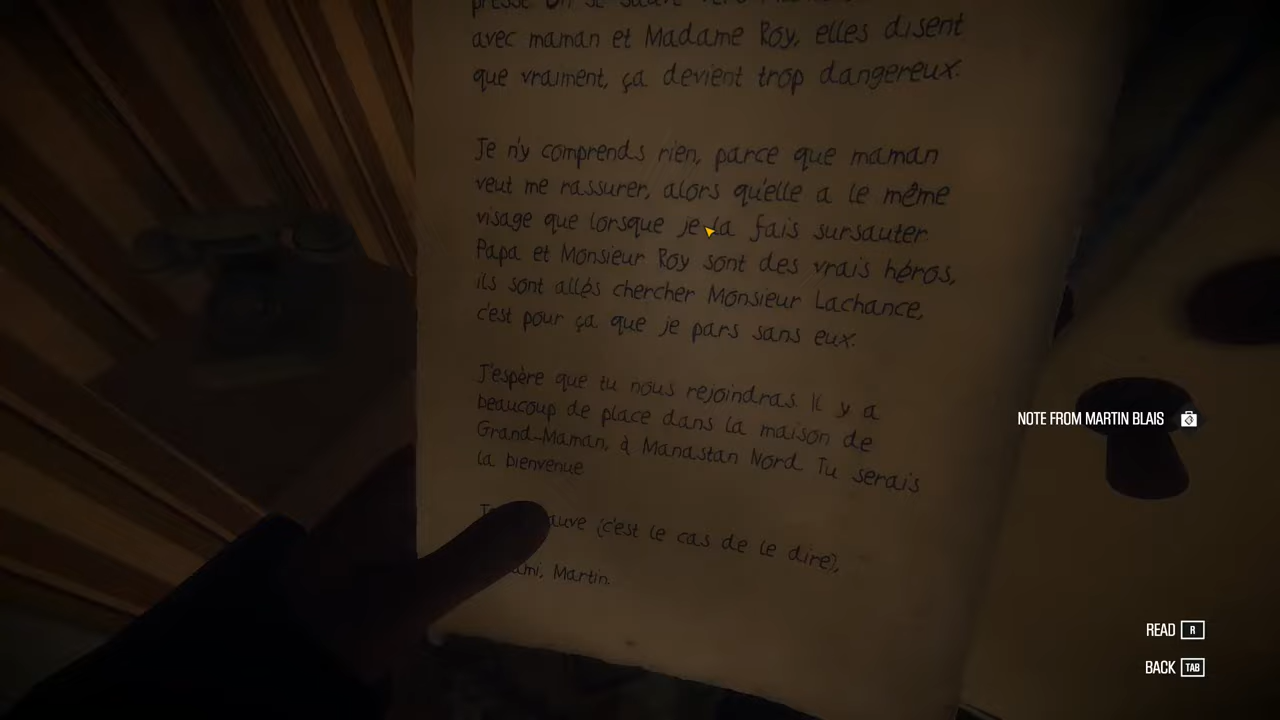 avec maman et Madame Roy, elles disent
que vraiment, ça devient trop dangereux.
Je n'y comprends rien, parce que maman
veut me rassurer, alors qu'elle a le même
visage que lorsque je la fais sursauter.
Papa et Monsieur Roy sont des vrais héros,
ils sont allés chercher Monsieur Lachance,
c'est pour ça que je pars sans eux.
J'espère que tu nous rejoindras. Il y a
beaucoup de place dans la maison de
Grand-Maman, à Manastan Nord. Tu serais
la bienvenue
(c'est le cas de le dire),
Martin.
NOTE FROM MARTIN BLAIS
READ R
BACK TAB